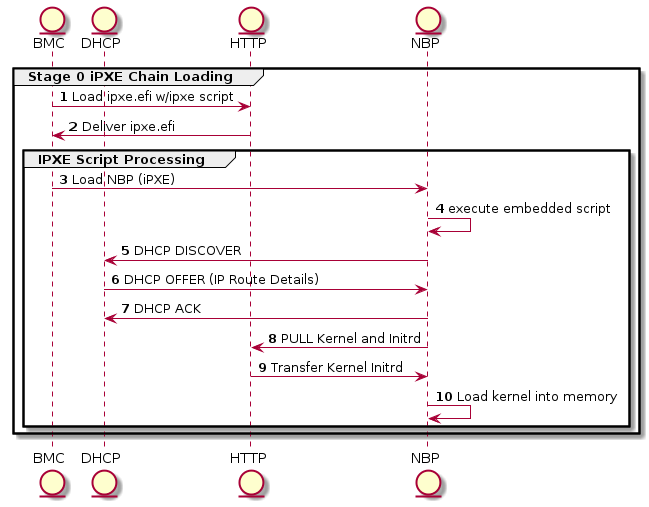 BMC DHCP HTTP NBP
Stage 0 iPXE Chain Loading
1 Load ipxe.efi w/ipxe script
2 Deliver ipxe.efi
IPXE Script Processing
3 Load NBP (iPXE)
4 execute embedded script
5 DHCP DISCOVER
6 DHCP OFFER (IP Route Details)
7 DHCP ACK
8 PULL Kernel and Initrd
9 Transfer Kernel Initrd
10 Load kernel into memory
BMC DHCP HTTP NBP